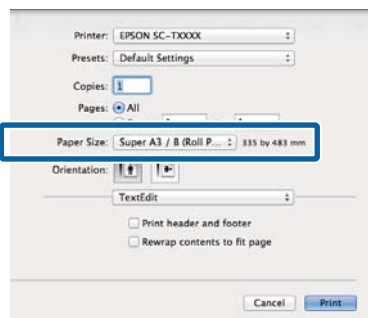 Printer: EPSON SC-TXXXX
Presets: Default Settings
Copies: 1
Pages: All
Paper Size: Super A3 / B (Roll P... 335 by 483 mm
Orientation:
TextEdit
Print header and footer
Rewrap contents to fit page
Cancel Print